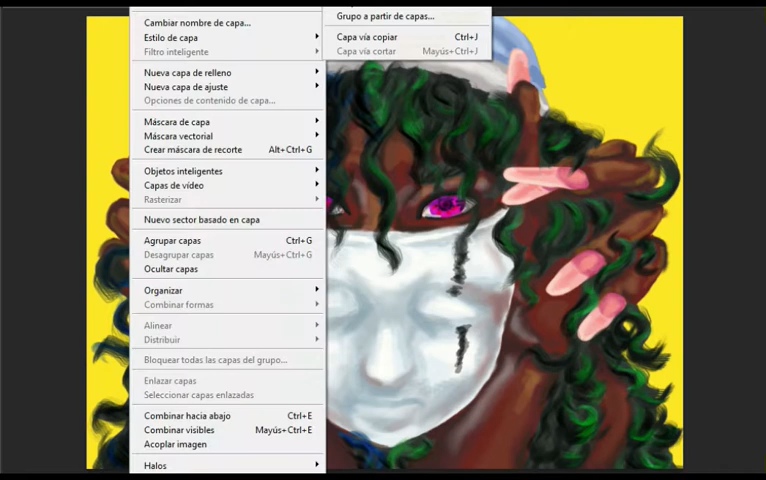 Grupo a partir de capas...
Cambiar nombre de capa...
Estilo de capa
Capa vía copiar Ctrl+J
Filtro inteligente
Capa vía cortar Mayús+Ctrl+J
Nueva capa de relleno
Nueva capa de ajuste
Opciones de contenido de capa...
Máscara de capa
Máscara vectorial
Crear máscara de recorte Alt+Ctrl+G
Objetos inteligentes
Capas de vídeo
Rasterizar
Nuevo sector basado en capa
Agrupar capas Ctrl+G
Desagrupar capas Mayús+Ctrl+G
Ocultar capas
Organizar
Combinar formas
Alinear
Distribuir
Bloquear todas las capas del grupo...
Enlazar capas
Seleccionar capas enlazadas
Combinar hacia abajo Ctrl+E
Combinar visibles Mayús+Ctrl+E
Acoplar imagen
Halos